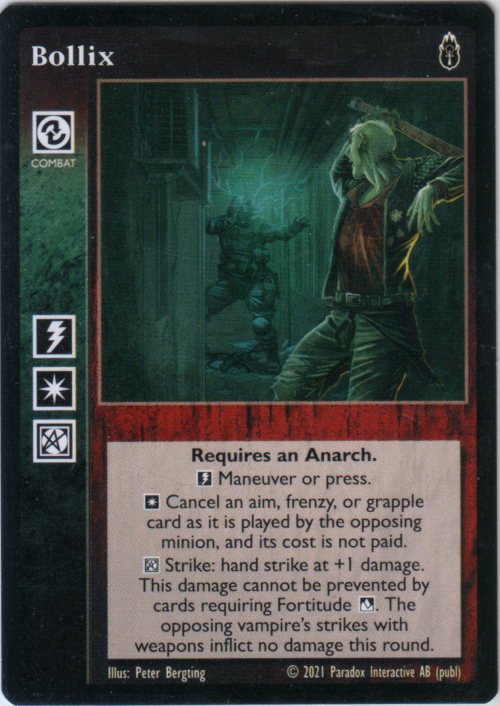 Bollix
COMBAT
Requires an Anarch.
Maneuver or press.
Cancel an aim, frenzy, or grapple
card as it is played by the opposing
minion, and its cost is not paid.
Strike: hand strike at +1 damage.
This damage cannot be prevented by
cards requiring Fortitude . The
opposing vampire's strikes with
weapons inflict no damage this round.
Illus: Peter Bergting
© 2021 Paradox Interactive AB (publ)